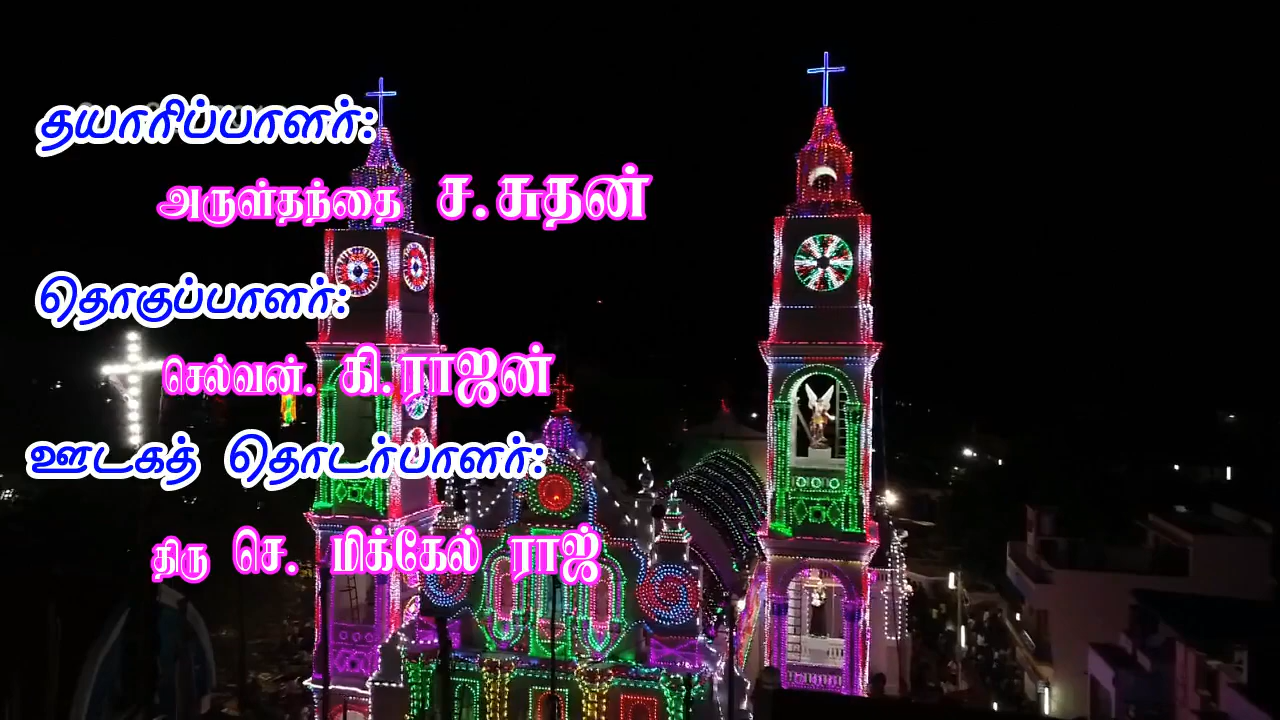 தயாரிப்பாளர்:
அருள்தந்தை ச.சுதன்
தொகுப்பாளர்:
செல்வன். கி.ராஜன்
ஊடகத் தொடர்பாளர்:
திரு செ. மிக்கேல் ராஜ்